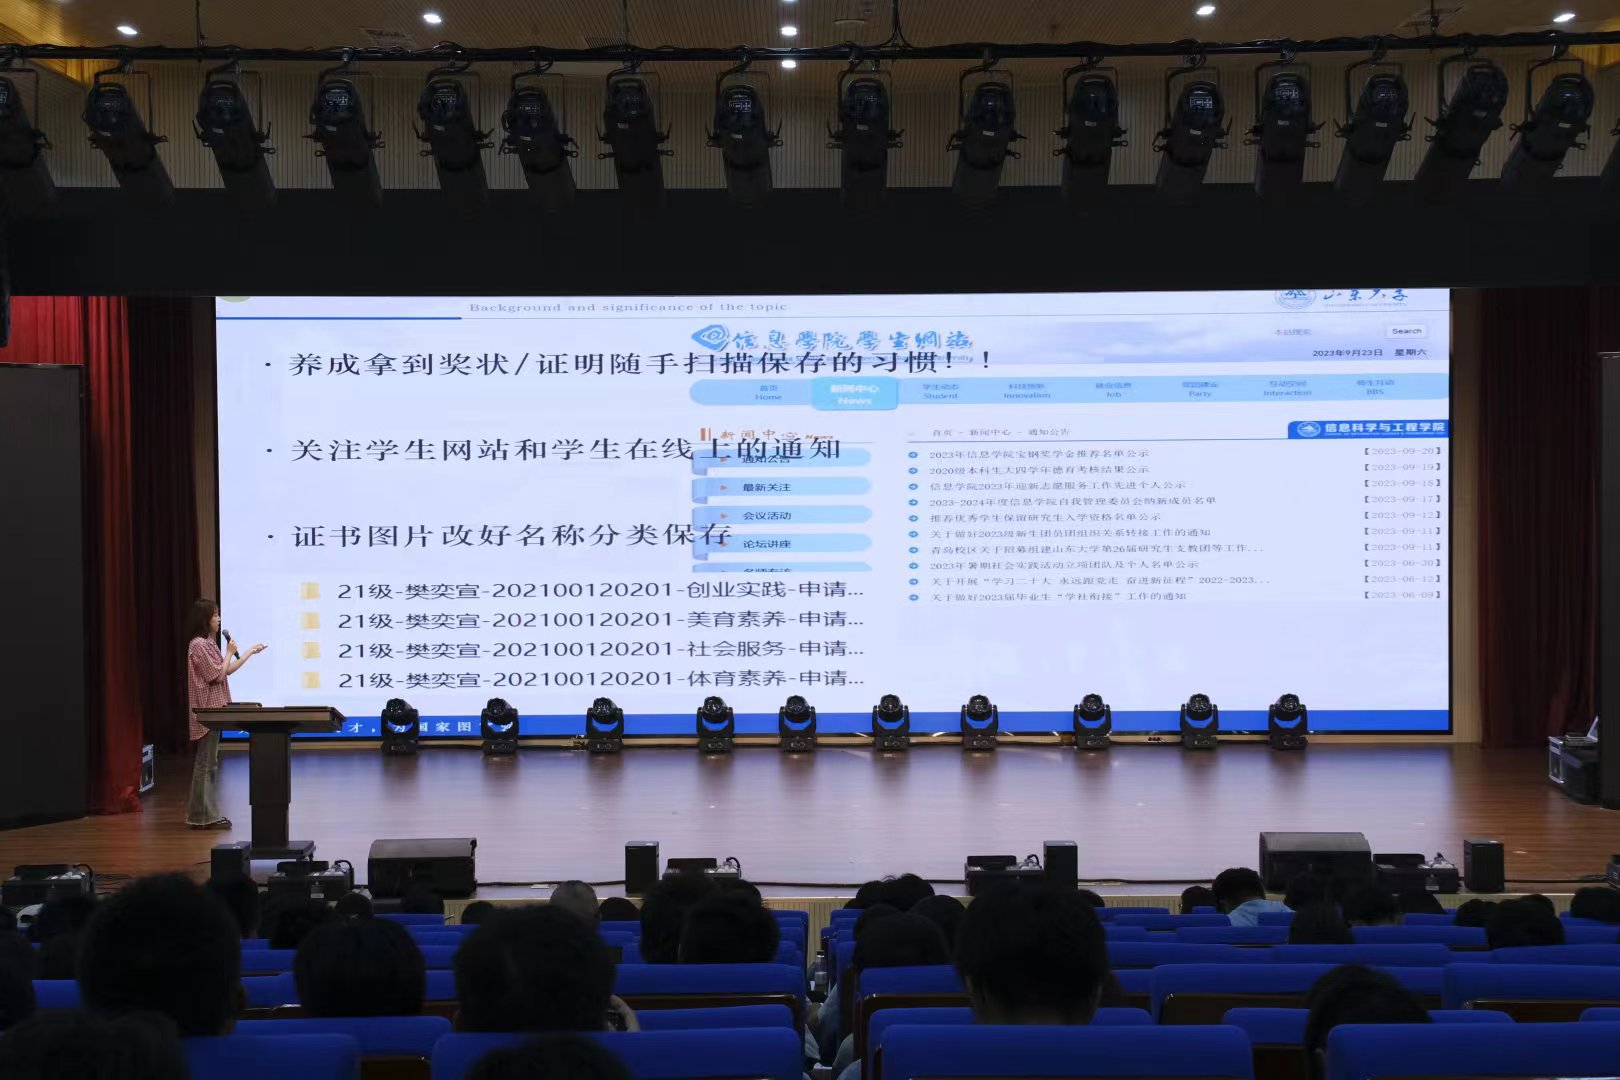 Background and significance of the topic
山东大学
信息學院學生網站
本站搜索
Search
2023年9月23日 星期六
· 养成拿到奖状/证明随手扫描保存的习惯！！
首页
Home
新闻中心
News
学生动态
Student
科技创新
Innovation
就业信息
Job
党团建设
Party
互动空间
Interaction
师生互动
BBS
新闻中心 News
首页 - 新闻中心 - 通知公告
信息科学与工程学院
· 关注学生网站和学生在线上的通知
通知公告
最新关注
会议活动
论坛讲座
名师专访
2023年信息学院宝钢奖学金推荐名单公示 【2023-09-20】
2020级本科生大四学年德育考核结果公示 【2023-09-19】
信息学院2023年迎新志愿服务工作先进个人公示 【2023-09-18】
2023-2024年度信息学院自我管理委员会纳新成员名单 【2023-09-17】
推荐优秀学生保留研究生入学资格名单公示 【2023-09-12】
关于做好2023级新生团员团组织关系转接工作的通知 【2023-09-11】
青岛校区关于招募组建山东大学第26届研究生支教团等工作... 【2023-09-11】
2023年暑期社会实践活动立项团队及个人名单公示 【2023-06-30】
关于开展“学习二十大 永远跟党走 奋进新征程”2022-2023... 【2023-06-12】
关于做好2023届毕业生“学社衔接”工作的通知 【2023-06-09】
· 证书图片改好名称分类保存
21级-樊奕宣-202100120201-创业实践-申请...
21级-樊奕宣-202100120201-美育素养-申请...
21级-樊奕宣-202100120201-社会服务-申请...
21级-樊奕宣-202100120201-体育素养-申请...
才，为国家图